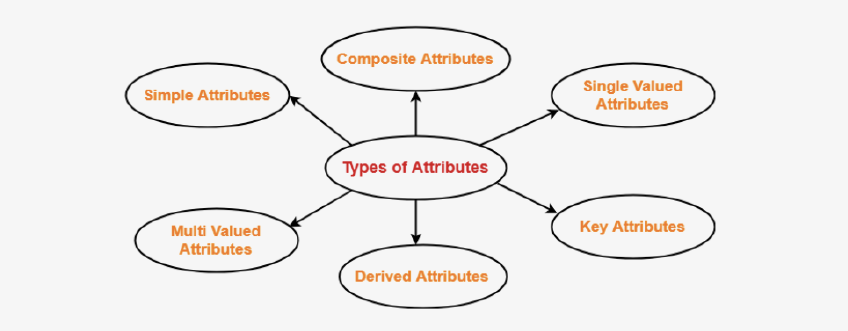 Composite Attributes
Simple Attributes
Single Valued
Attributes
Types of Attributes
Multi Valued
Attributes
Key Attributes
Derived Attributes